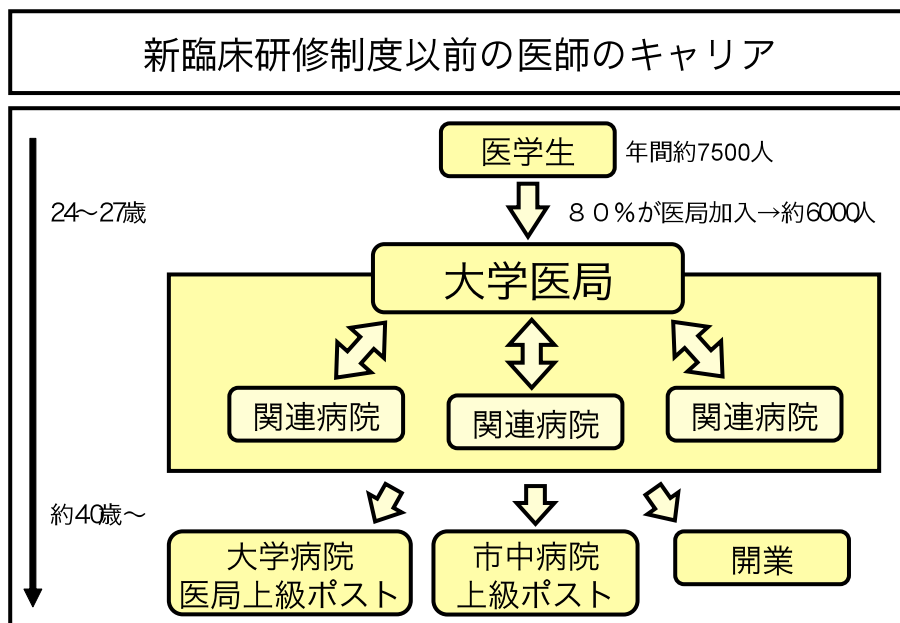 新臨床研修制度以前の医師のキャリア
医学生
年間約7500人
24〜27歳
８０％が医局加入→約6000人
大学医局
関連病院
関連病院
関連病院
約40歳〜
大学病院
医局上級ポスト
市中病院
上級ポスト
開業